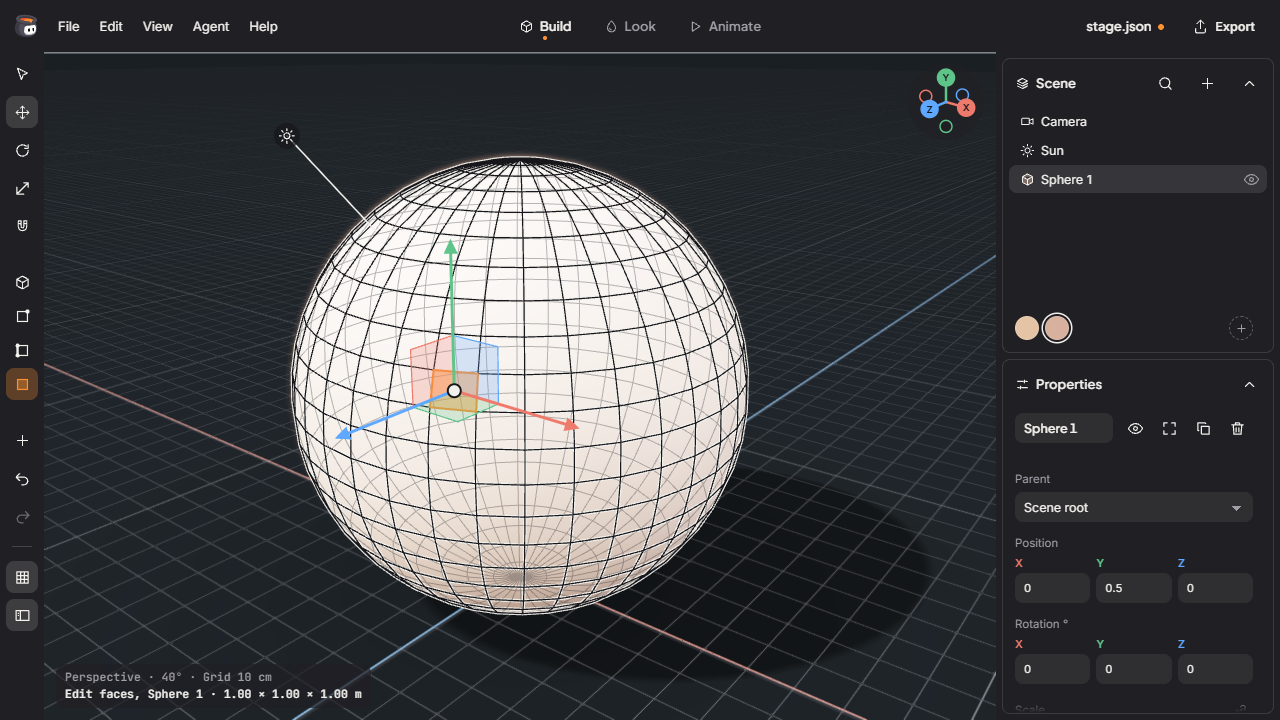 File Edit View Agent Help
Build Look Animate
stage.json Export
Y
Z
X
Scene
Camera
Sun
Sphere 1
Properties
Sphere 1
Parent
Scene root
Position
X Y Z
0 0.5 0
Rotation °
X Y Z
0 0 0
Scale
Perspective · 40° · Grid 10 cm
Edit faces, Sphere 1 · 1.00 × 1.00 × 1.00 m